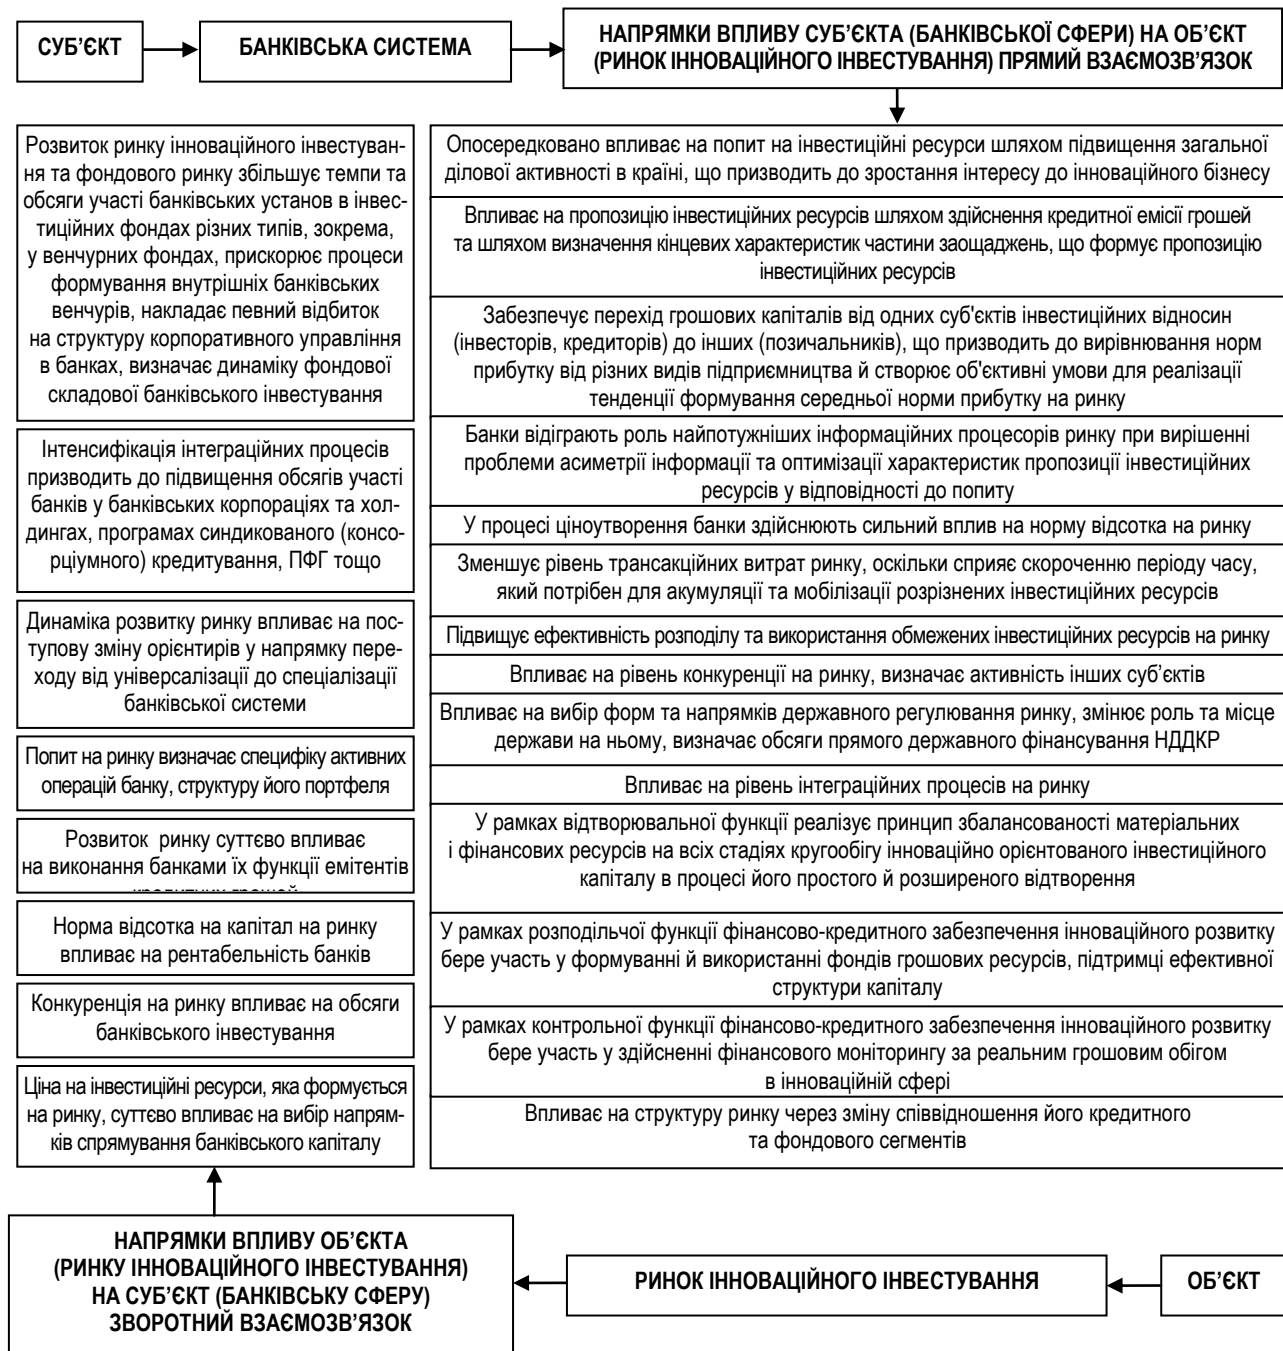 СУБ’ЄКТ
БАНКІВСЬКА СИСТЕМА
НАПРЯМКИ ВПЛИВУ СУБ’ЄКТА (БАНКІВСЬКОЇ СФЕРИ) НА ОБ’ЄКТ
(РИНОК ІННОВАЦІЙНОГО ІНВЕСТУВАННЯ) ПРЯМИЙ ВЗАЄМОЗВ’ЯЗОК
Розвиток ринку інноваційного інвестуван-
ня та фондового ринку збільшує темпи та
обсяги участі банківських установ в інвес-
тиційних фондах різних типів, зокрема,
у венчурних фондах, прискорює процеси
формування внутрішніх банківських
венчурів, накладає певний відбиток
на структуру корпоративного управління
в банках, визначає динаміку фондової
складової банківського інвестування
Інтенсифікація інтеграційних процесів
призводить до підвищення обсягів участі
банків у банківських корпораціях та хол-
дингах, програмах синдикованого (консо-
рціумного) кредитування, ПФГ тощо
Динаміка розвитку ринку впливає на пос-
тупову зміну орієнтирів у напрямку пере-
ходу від універсалізації до спеціалізації
банківської системи
Попит на ринку визначає специфіку активних
операцій банку, структуру його портфеля
Розвиток ринку суттєво впливає
на виконання банками їх функції емітентів
Норма відсотка на капітал на ринку
впливає на рентабельність банків
Конкуренція на ринку впливає на обсяги
банківського інвестування
Ціна на інвестиційні ресурси, яка формується
на ринку, суттєво впливає на вибір напрям-
ків спрямування банківського капіталу
Опосередковано впливає на попит на інвестиційні ресурси шляхом підвищення загальної
ділової активності в країні, що призводить до зростання інтересу до інноваційного бізнесу
Впливає на пропозицію інвестиційних ресурсів шляхом здійснення кредитної емісії грошей
та шляхом визначення кінцевих характеристик частини заощаджень, що формує пропозицію
інвестиційних ресурсів
Забезпечує перехід грошових капіталів від одних суб'єктів інвестиційних відносин
(інвесторів, кредиторів) до інших (позичальників), що призводить до вирівнювання норм
прибутку від різних видів підприємництва й створює об'єктивні умови для реалізації
тенденції формування середньої норми прибутку на ринку
Банки відіграють роль найпотужніших інформаційних процесорів ринку при вирішенні
проблеми асиметрії інформації та оптимізації характеристик пропозиції інвестиційних
ресурсів у відповідності до попиту
У процесі ціноутворення банки здійснюють сильний вплив на норму відсотка на ринку
Зменшує рівень трансакційних витрат ринку, оскільки сприяє скороченню періоду часу,
який потрібен для акумуляції та мобілізації розрізнених інвестиційних ресурсів
Підвищує ефективність розподілу та використання обмежених інвестиційних ресурсів на ринку
Впливає на рівень конкуренції на ринку, визначає активність інших суб’єктів
Впливає на вибір форм та напрямків державного регулювання ринку, змінює роль та місце
держави на ньому, визначає обсяги прямого державного фінансування НДДКР
Впливає на рівень інтеграційних процесів на ринку
У рамках відтворювальної функції реалізує принцип збалансованості матеріальних
і фінансових ресурсів на всіх стадіях кругообігу інноваційно орієнтованого інвестиційного
капіталу в процесі його простого й розширеного відтворення
У рамках розподільчої функції фінансово-кредитного забезпечення інноваційного розвитку
бере участь у формуванні й використанні фондів грошових ресурсів, підтримці ефективної
структури капіталу
У рамках контрольної функції фінансово-кредитного забезпечення інноваційного розвитку
бере участь у здійсненні фінансового моніторингу за реальним грошовим обігом
в інноваційній сфері
Впливає на структуру ринку через зміну співвідношення його кредитного
та фондового сегментів
НАПРЯМКИ ВПЛИВУ ОБ’ЄКТА
(РИНКУ ІННОВАЦІЙНОГО ІНВЕСТУВАННЯ)
НА СУБ’ЄКТ (БАНКІВСЬКУ СФЕРУ)
ЗВОРОТНИЙ ВЗАЄМОЗВ’ЯЗОК
РИНОК ІННОВАЦІЙНОГО ІНВЕСТУВАННЯ
ОБ’ЄКТ